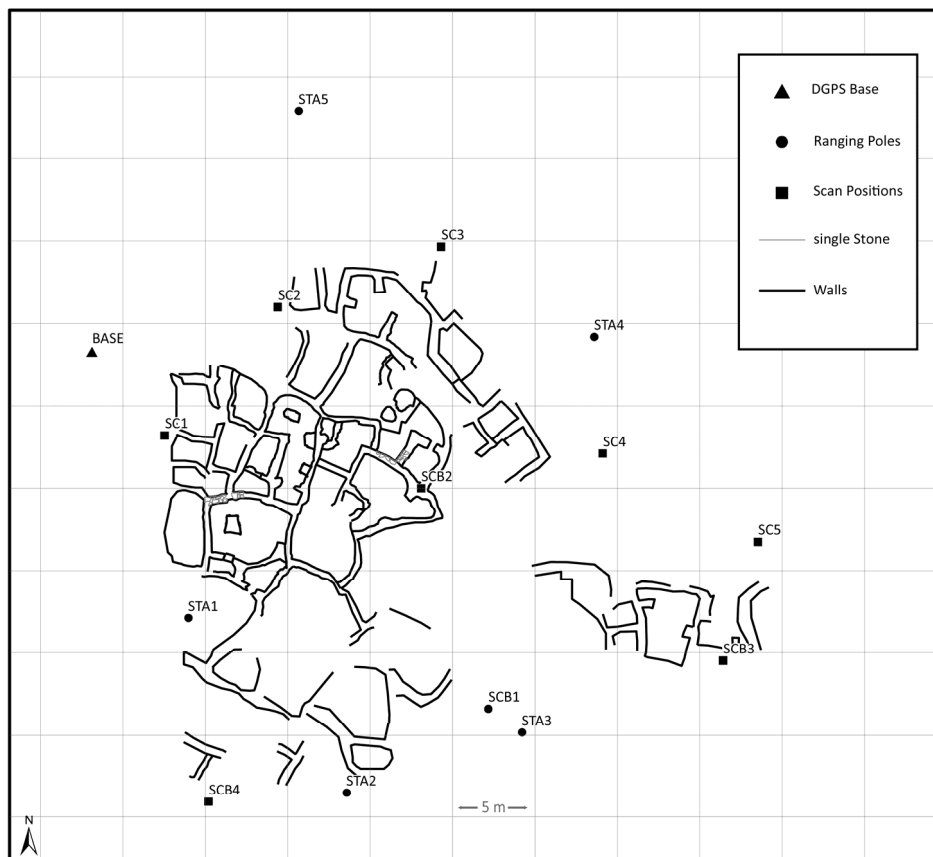 STA5
DGPS Base
Ranging Poles
Scan Positions
single Stone
Walls
SC3
SC2
STA4
BASE
SC1
SC4
SCB2
SC5
STA1
SCB3
SCB1
STA3
STA2
SCB4
5 m
N